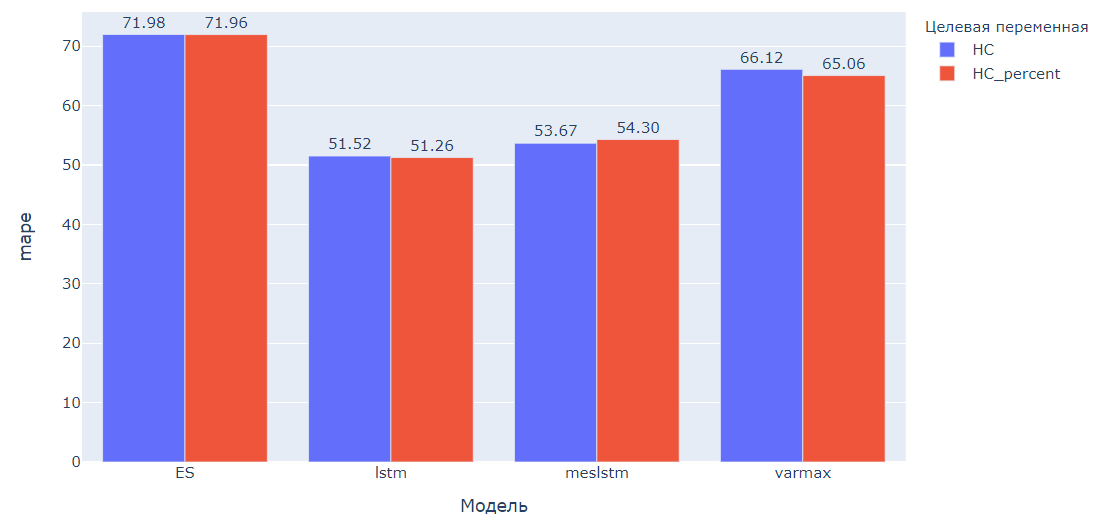 71.98
71.96
51.52
51.26
53.67
54.30
66.12
65.06
70
60
50
40
30
20
10
0
mape
ES
lstm
meslstm
varmax
Модель
Целевая переменная
HC
HC_percent